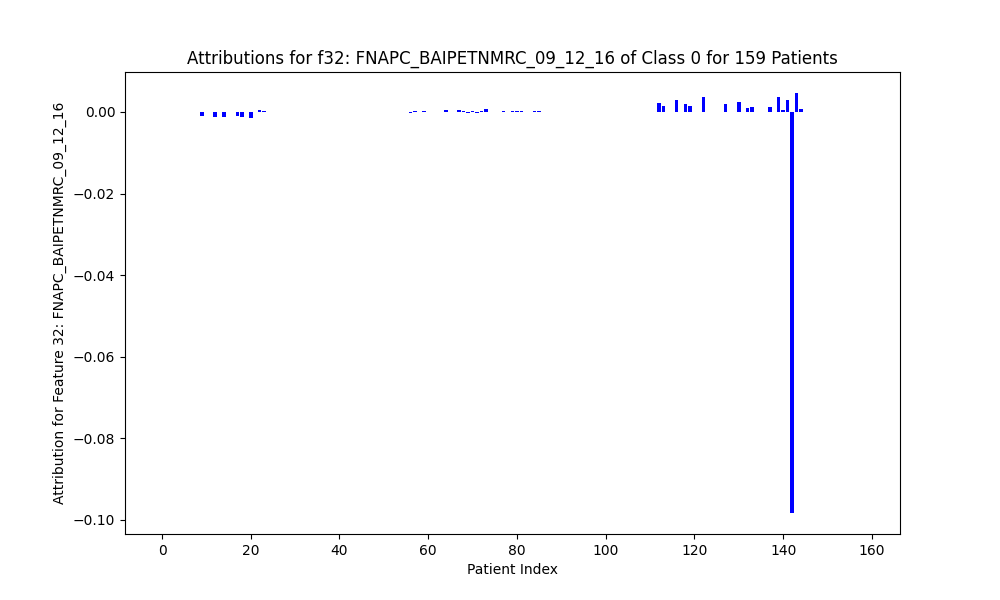 Attributions for f32: FNAPC_BAIPETNMRC_09_12_16 of Class 0 for 159 Patients
Attribution for Feature 32: FNAPC_BAIPETNMRC_09_12_16
0.00
−0.02
−0.04
−0.06
−0.08
−0.10
0 20 40 60 80 100 120 140 160
Patient Index